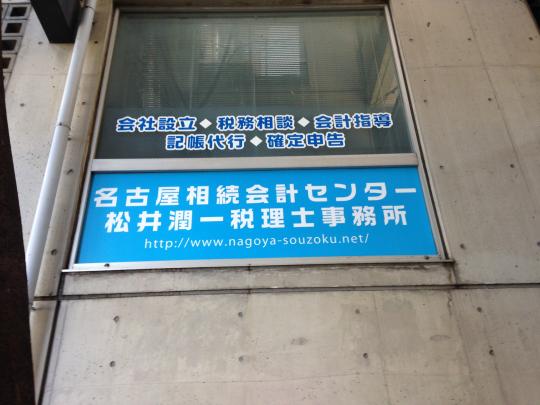 会社設立◆税務相談◆会計指導
記帳代行◆確定申告
名古屋相続会計センター
松井潤一税理士事務所
http://www.nagoya-souzoku.net/